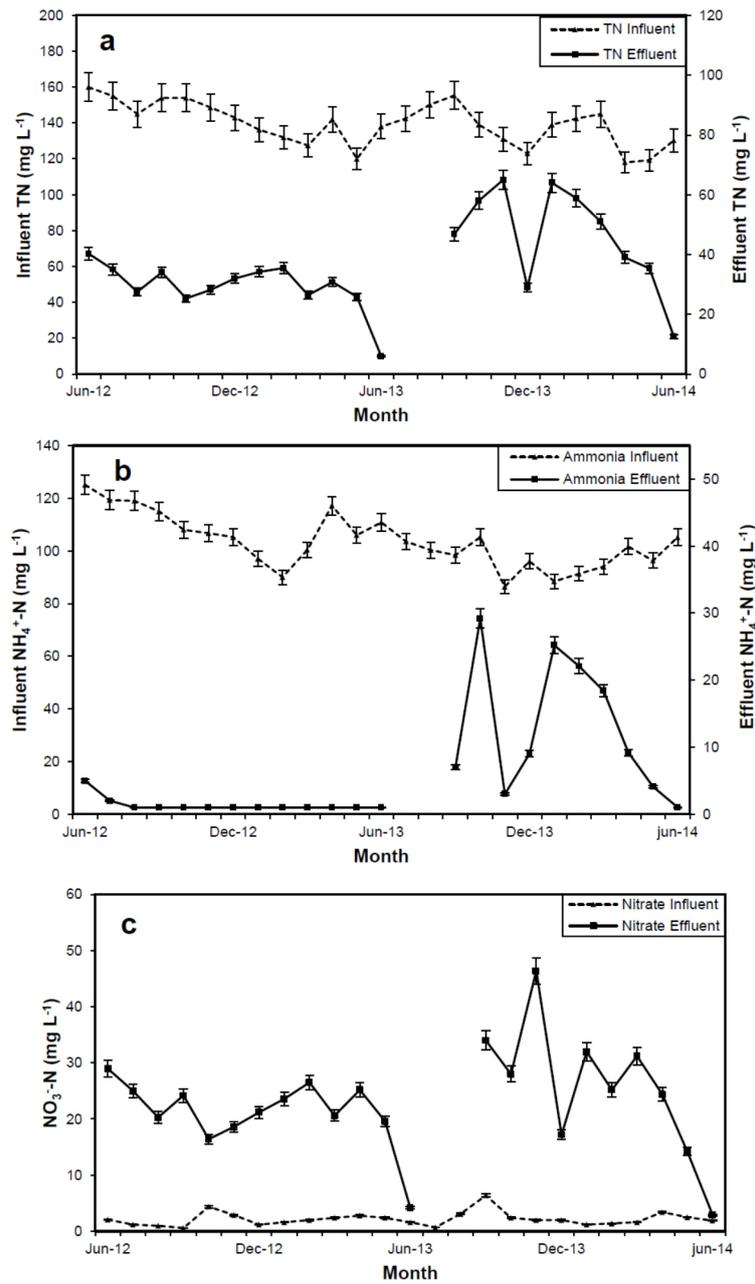 a
TN Influent
TN Effluent
200
180
160
140
120
100
80
60
40
20
0
120
100
80
60
40
20
0
Influent TN (mg L-1)
Effluent TN (mg L-1)
Jun-12 Dec-12 Jun-13 Dec-13 Jun-14
Month
b
Ammonia Influent
Ammonia Effluent
140
120
100
80
60
40
20
0
50
40
30
20
10
0
Influent NH4+-N (mg L-1)
Effluent NH4+-N (mg L-1)
Jun-12 Dec-12 Jun-13 Dec-13 jun-14
Month
c
Nitrate Influent
Nitrate Effluent
60
50
40
30
20
10
0
NO3--N (mg L-1)
Jun-12 Dec-12 Jun-13 Dec-13 jun-14
Month